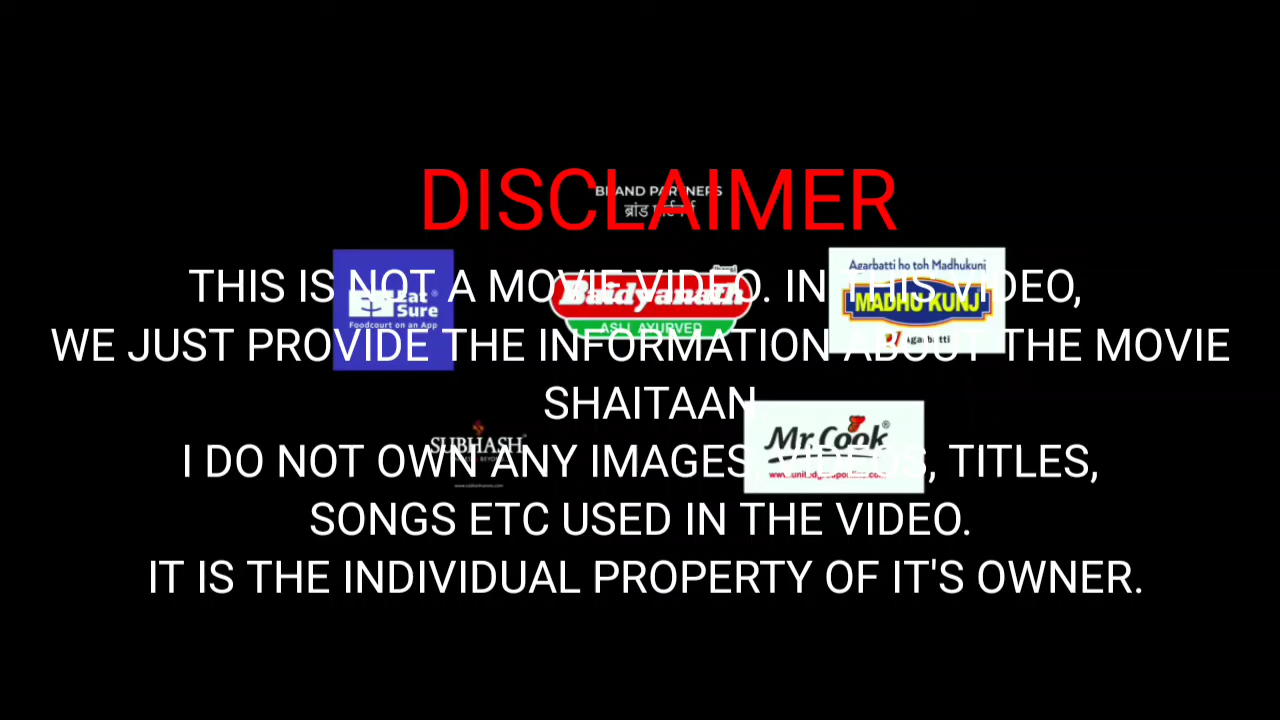 BRAND PARTNERS
DISCLAIMER
ब्रांड पार्टनर्स
Agarbatti ho toh Madhukunj
THIS IS NOT A MOVIE VIDEO. IN THIS VIDEO,
Eat Sure®
Baidyanath
MADHU KUNJ
Foodcourt on an App
ASLI AYURVED
Agarbatti
WE JUST PROVIDE THE INFORMATION ABOUT THE MOVIE
SHAITAAN
SUBHASH
Mr. Cook®
I DO NOT OWN ANY IMAGES, VIDEOS, TITLES,
SONGS ETC USED IN THE VIDEO.
IT IS THE INDIVIDUAL PROPERTY OF IT'S OWNER.